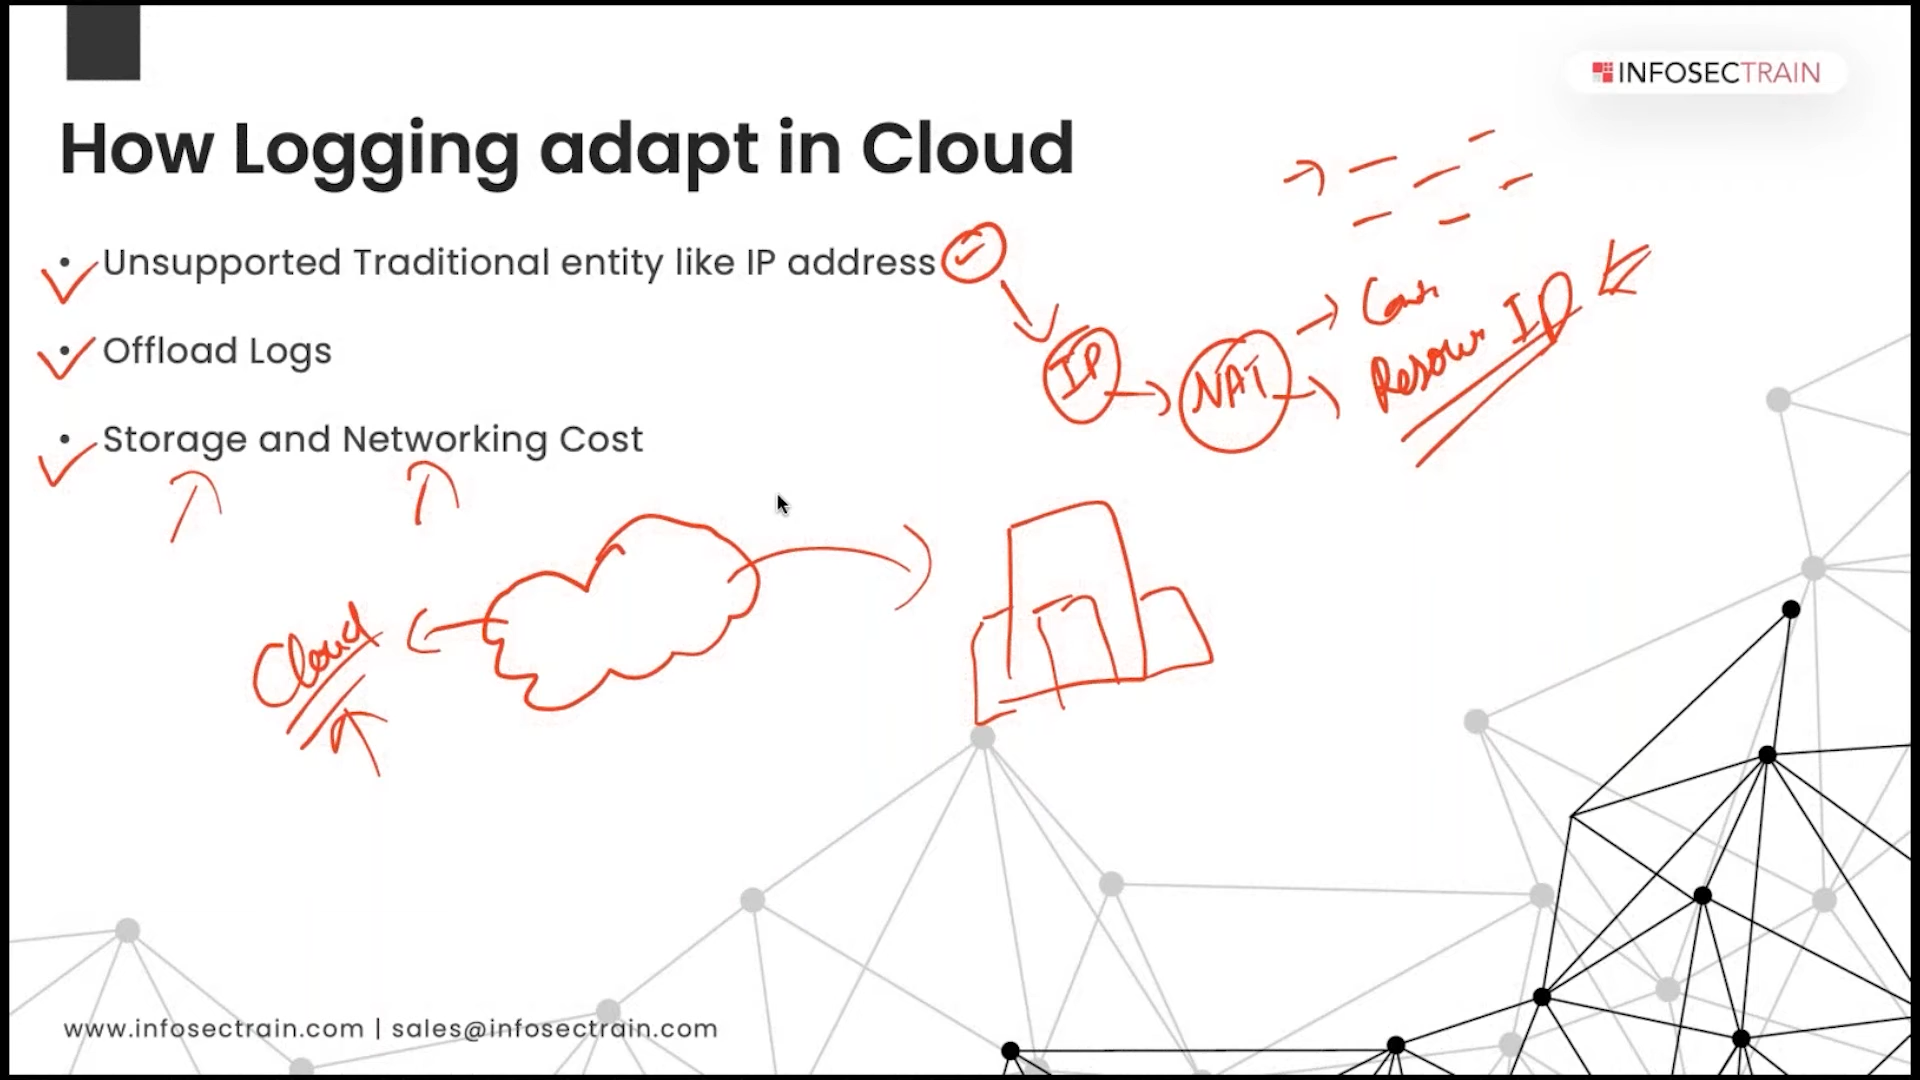 INFOSECTRAIN
How Logging adapt in Cloud
• Unsupported Traditional entity like IP address
• Offload Logs
• Storage and Networking Cost
IP
NAT
ID
Cloud
www.infosectrain.com | sales@infosectrain.com